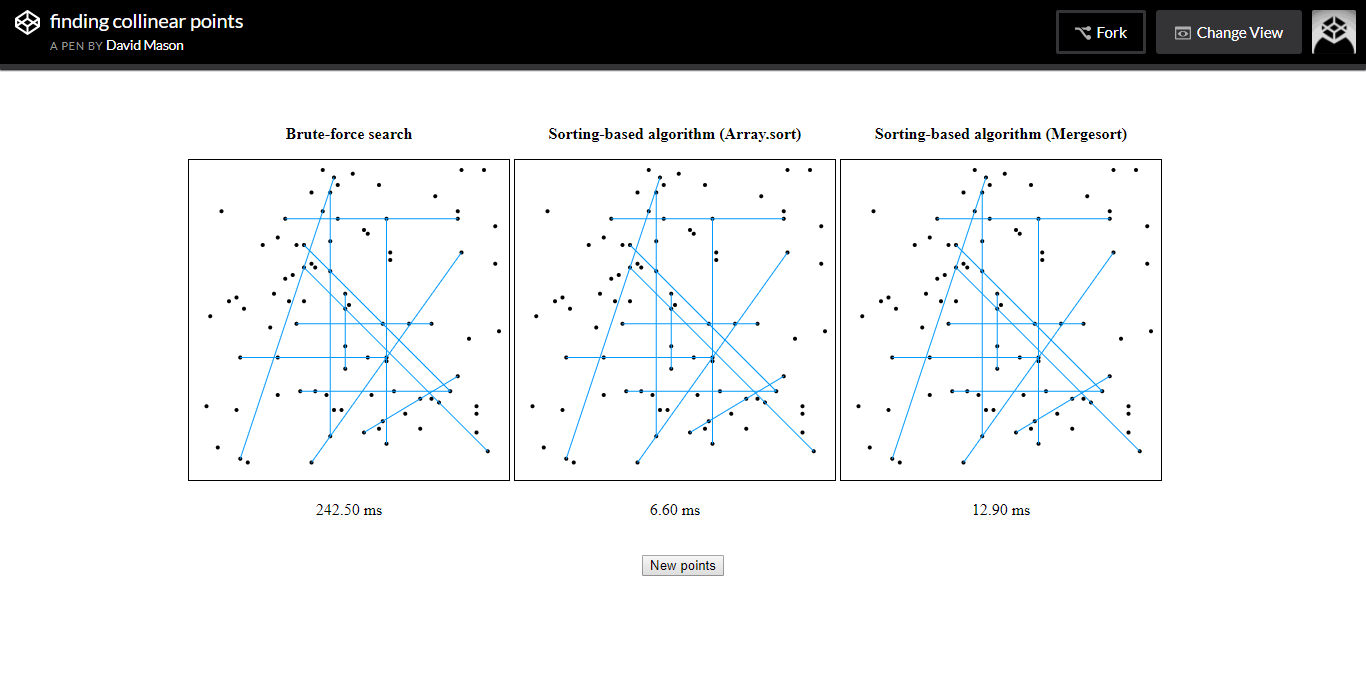 finding collinear points
A PEN BY David Mason
Fork
Change View
Brute-force search
Sorting-based algorithm (Array.sort)
Sorting-based algorithm (Mergesort)
242.50 ms
6.60 ms
12.90 ms
New points